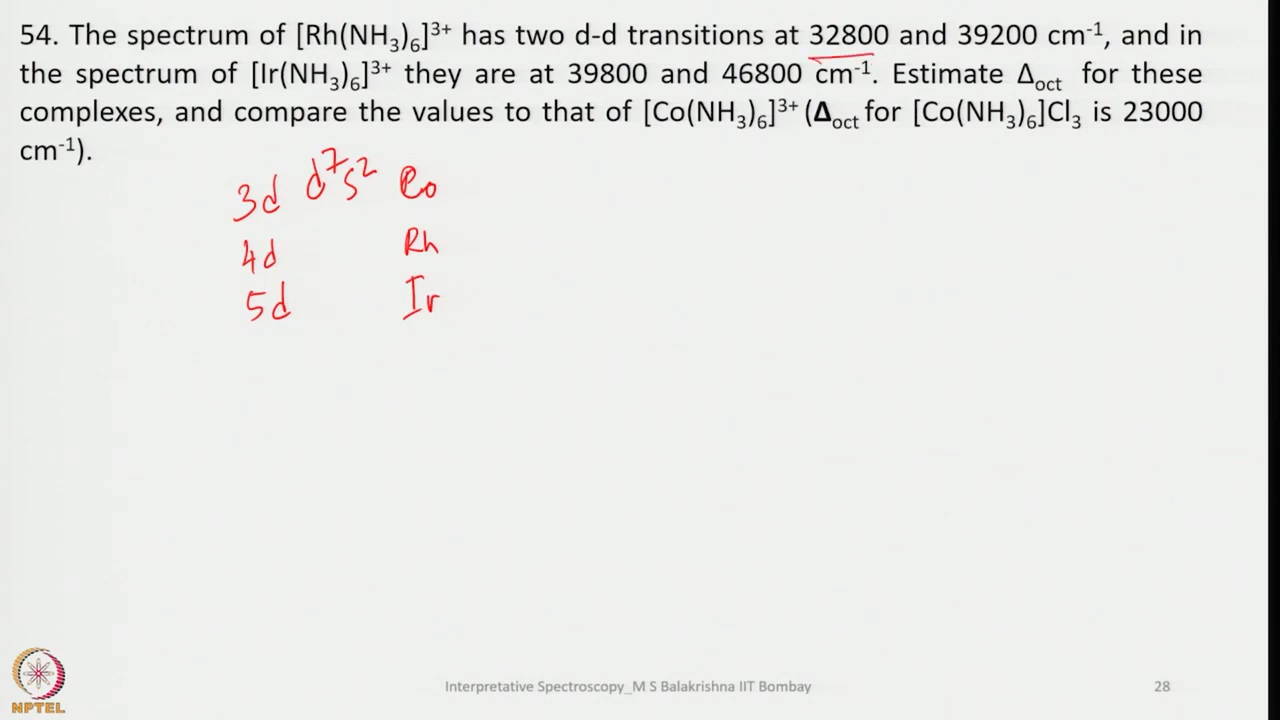 54. The spectrum of [Rh(NH₃)₆]³⁺ has two d-d transitions at 32800 and 39200 cm⁻¹, and in
the spectrum of [Ir(NH₃)₆]³⁺ they are at 39800 and 46800 cm⁻¹. Estimate Δoct for these
complexes, and compare the values to that of [Co(NH₃)₆]³⁺ (Δoct for [Co(NH₃)₆]Cl₃ is 23000
cm⁻¹).
3d d⁷s² Co
4d Rh
5d Ir
NPTEL
Interpretative Spectroscopy_M S Balakrishna IIT Bombay
28